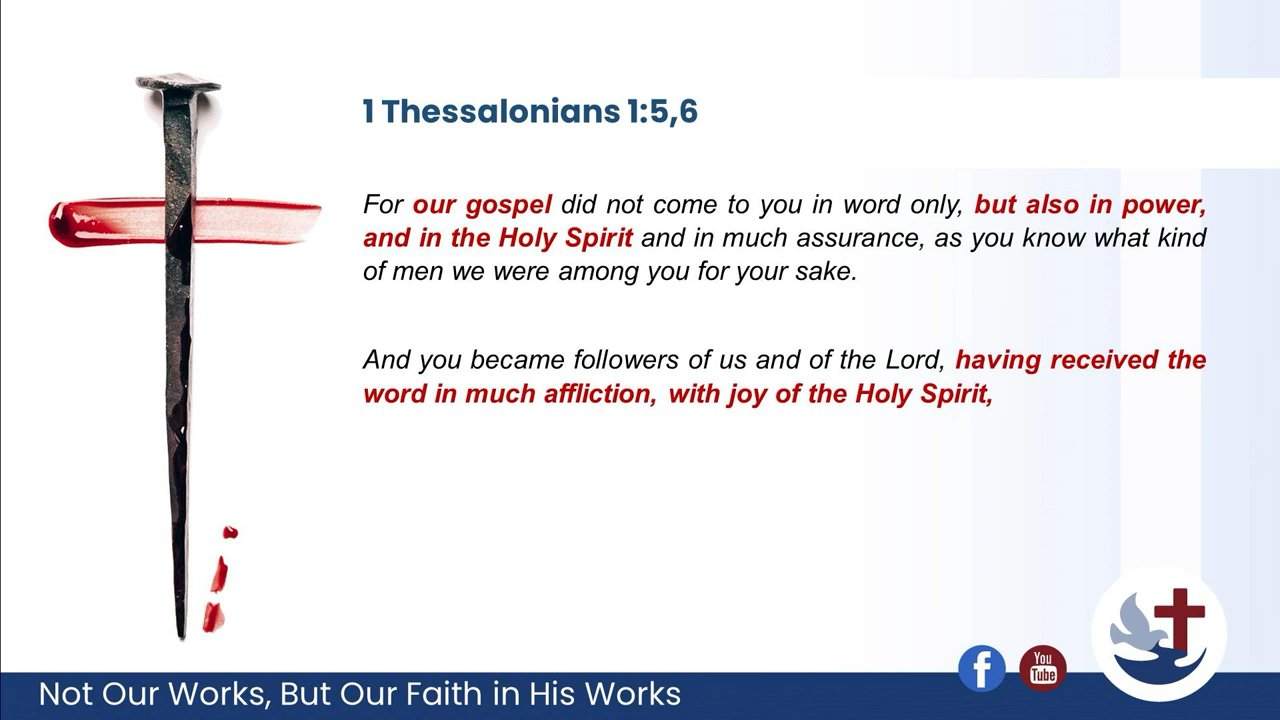 1 Thessalonians 1:5,6
For our gospel did not come to you in word only, but also in power,
and in the Holy Spirit and in much assurance, as you know what kind
of men we were among you for your sake.
And you became followers of us and of the Lord, having received the
word in much affliction, with joy of the Holy Spirit,
f
You
Tube
Not Our Works, But Our Faith in His Works